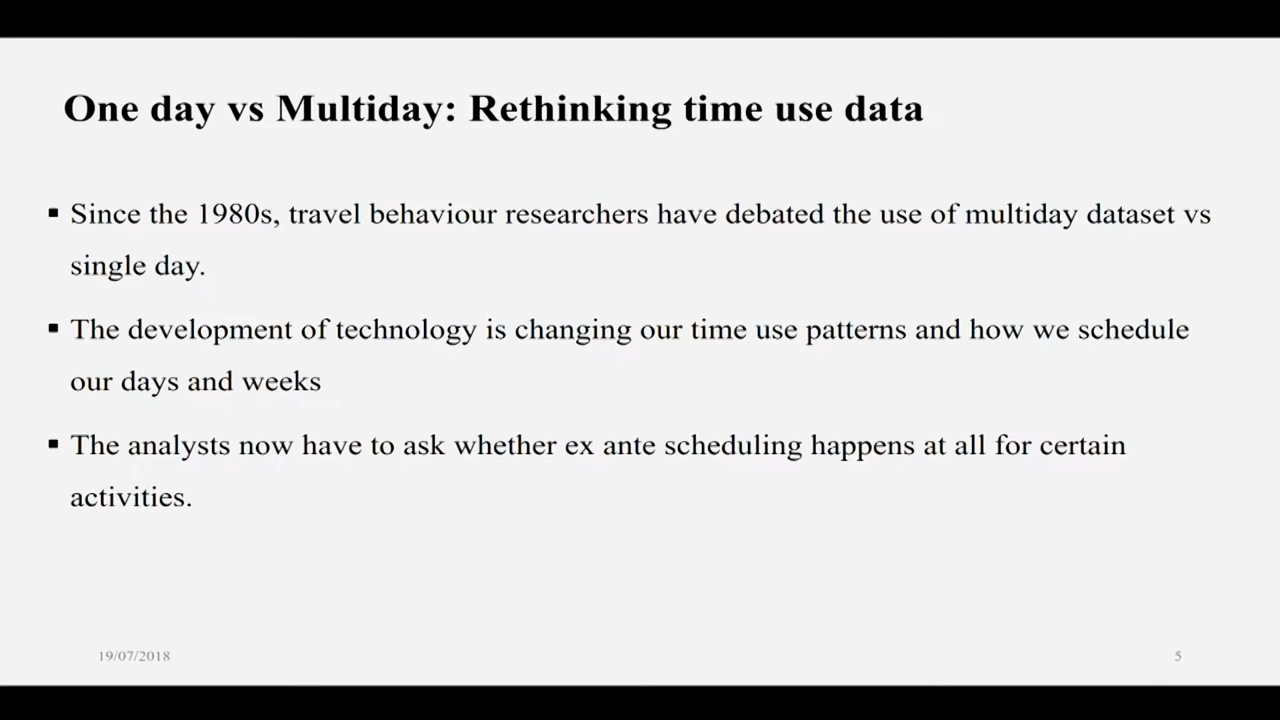 One day vs Multiday: Rethinking time use data
▪ Since the 1980s, travel behaviour researchers have debated the use of multiday dataset vs
single day.
▪ The development of technology is changing our time use patterns and how we schedule
our days and weeks
▪ The analysts now have to ask whether ex ante scheduling happens at all for certain
activities.
19/07/2018
5